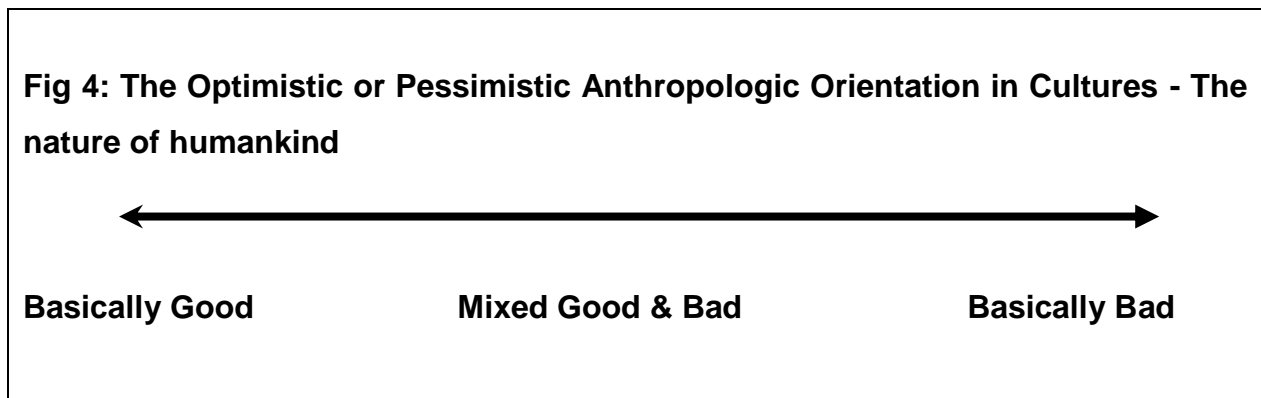 Fig 4: The Optimistic or Pessimistic Anthropologic Orientation in Cultures - The
nature of humankind
Basically Good Mixed Good & Bad Basically Bad